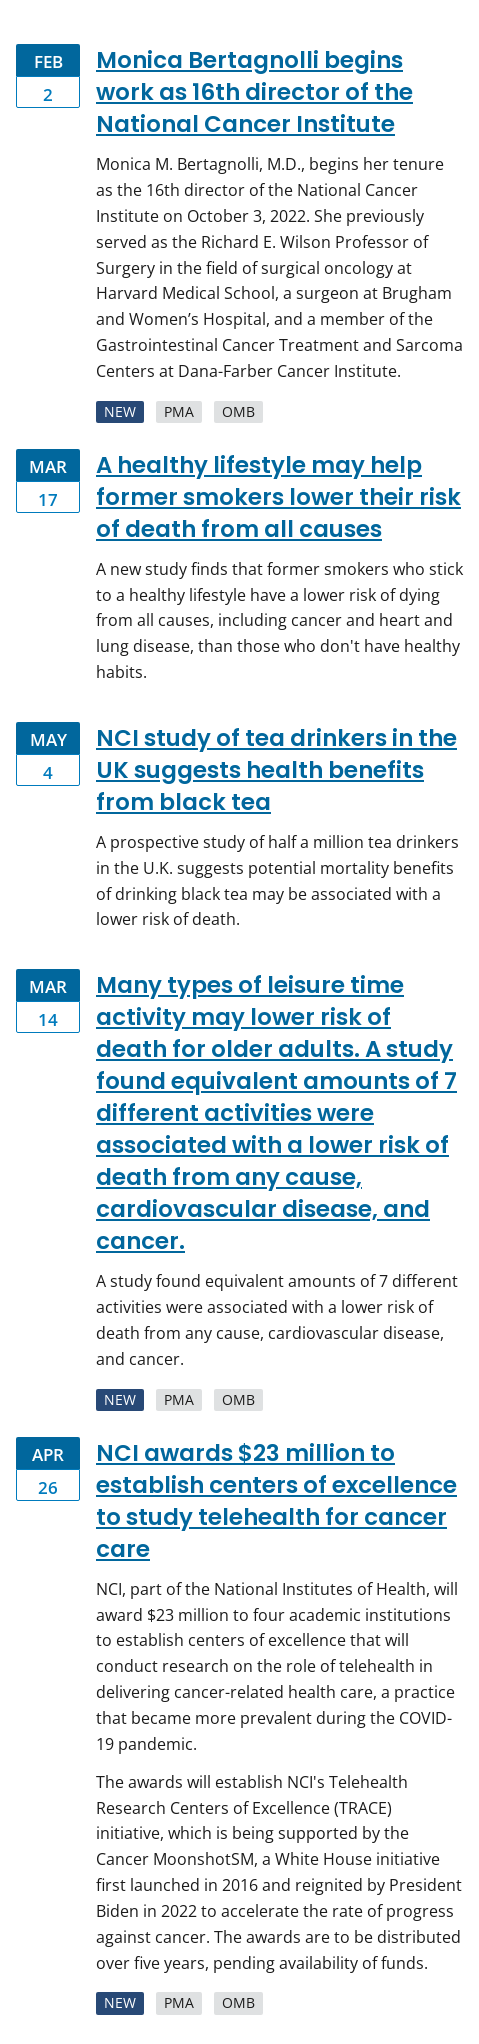 FEB
2
Monica Bertagnolli begins
work as 16th director of the
National Cancer Institute
Monica M. Bertagnolli, M.D., begins her tenure
as the 16th director of the National Cancer
Institute on October 3, 2022. She previously
served as the Richard E. Wilson Professor of
Surgery in the field of surgical oncology at
Harvard Medical School, a surgeon at Brugham
and Women’s Hospital, and a member of the
Gastrointestinal Cancer Treatment and Sarcoma
Centers at Dana-Farber Cancer Institute.
NEW PMA OMB
MAR
17
A healthy lifestyle may help
former smokers lower their risk
of death from all causes
A new study finds that former smokers who stick
to a healthy lifestyle have a lower risk of dying
from all causes, including cancer and heart and
lung disease, than those who don't have healthy
habits.
MAY
4
NCI study of tea drinkers in the
UK suggests health benefits
from black tea
A prospective study of half a million tea drinkers
in the U.K. suggests potential mortality benefits
of drinking black tea may be associated with a
lower risk of death.
MAR
14
Many types of leisure time
activity may lower risk of
death for older adults. A study
found equivalent amounts of 7
different activities were
associated with a lower risk of
death from any cause,
cardiovascular disease, and
cancer.
A study found equivalent amounts of 7 different
activities were associated with a lower risk of
death from any cause, cardiovascular disease,
and cancer.
NEW PMA OMB
APR
26
NCI awards $23 million to
establish centers of excellence
to study telehealth for cancer
care
NCI, part of the National Institutes of Health, will
award $23 million to four academic institutions
to establish centers of excellence that will
conduct research on the role of telehealth in
delivering cancer-related health care, a practice
that became more prevalent during the COVID-
19 pandemic.
The awards will establish NCI's Telehealth
Research Centers of Excellence (TRACE)
initiative, which is being supported by the
Cancer MoonshotSM, a White House initiative
first launched in 2016 and reignited by President
Biden in 2022 to accelerate the rate of progress
against cancer. The awards are to be distributed
over five years, pending availability of funds.
NEW PMA OMB